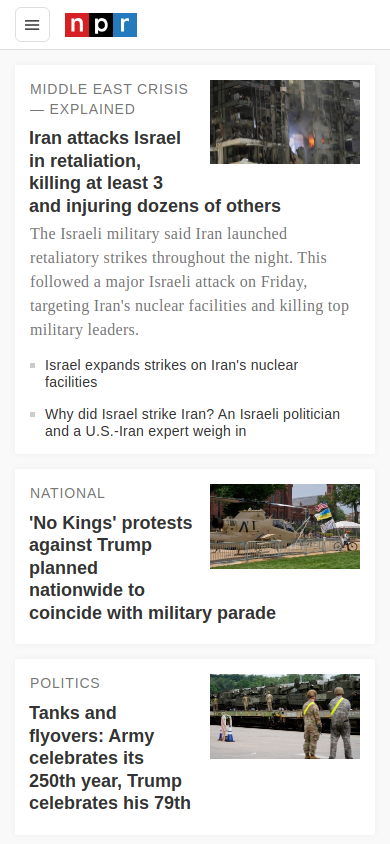 npr
MIDDLE EAST CRISIS
— EXPLAINED
Iran attacks Israel
in retaliation,
killing at least 3
and injuring dozens of others
The Israeli military said Iran launched
retaliatory strikes throughout the night. This
followed a major Israeli attack on Friday,
targeting Iran's nuclear facilities and killing top
military leaders.
Israel expands strikes on Iran's nuclear
facilities
Why did Israel strike Iran? An Israeli politician
and a U.S.-Iran expert weigh in
NATIONAL
'No Kings' protests
against Trump
planned
nationwide to
coincide with military parade
POLITICS
Tanks and
flyovers: Army
celebrates its
250th year, Trump
celebrates his 79th